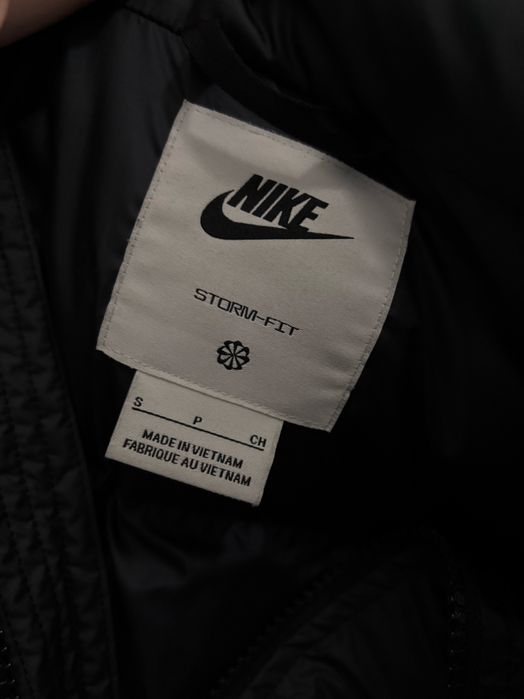 NIKE
STORM-FIT
S P CH
MADE IN VIETNAM
FABRIQUE AU VIETNAM